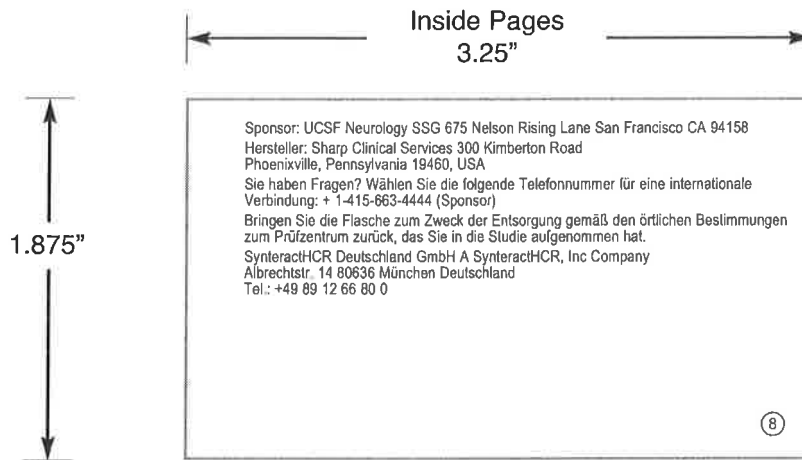 Inside Pages
3.25”
1.875”
Sponsor: UCSF Neurology SSG 675 Nelson Rising Lane San Francisco CA 94158
Hersteller: Sharp Clinical Services 300 Kimberton Road
Phoenixville, Pennsylvania 19460, USA
Sie haben Fragen? Wählen Sie die folgende Telefonnummer für eine internationale
Verbindung: + 1-415-663-4444 (Sponsor)
Bringen Sie die Flasche zum Zweck der Entsorgung gemäß den örtlichen Bestimmungen
zum Prüfzentrum zurück, das Sie in die Studie aufgenommen hat.
SynteractHCR Deutschland GmbH A SynteractHCR, Inc Company
Albrechtstr. 14 80636 München Deutschland
Tel.: +49 89 12 66 80 0
8